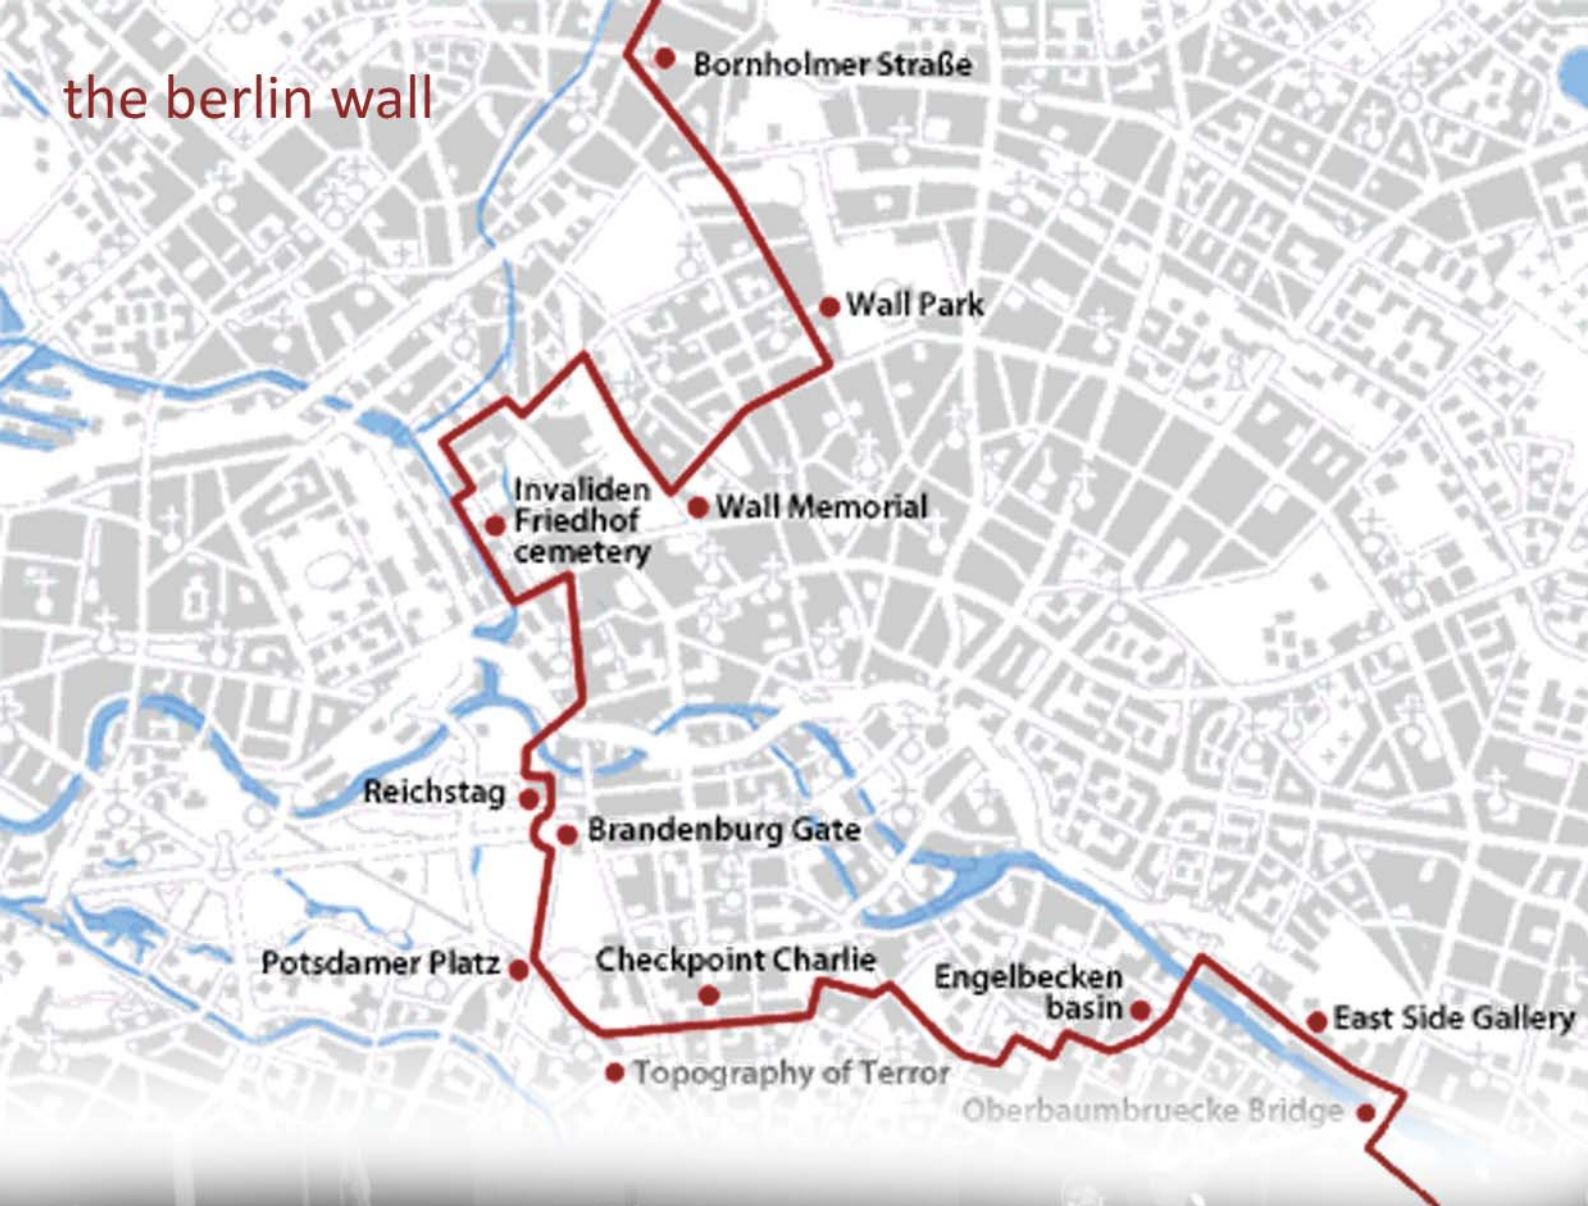 the berlin wall
Bornholmer Straße
Wall Park
Invaliden
Friedhof
cemetery
Wall Memorial
Reichstag
Brandenburg Gate
Potsdamer Platz
Checkpoint Charlie
Engelbecken
basin
East Side Gallery
Topography of Terror
Oberbaumbruecke Bridge